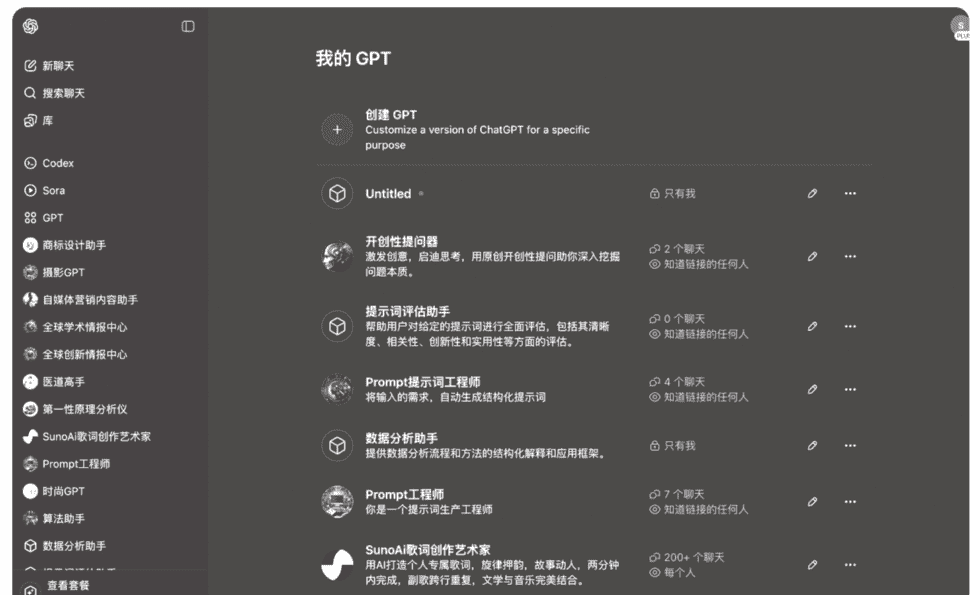 新聊天
搜索聊天
库
Codex
Sora
GPT
商标设计助手
摄影GPT
自媒体营销内容助手
全球学术情报中心
全球创新情报中心
医道高手
第一性原理分析仪
SunoAi歌词创作艺术家
Prompt工程师
时尚GPT
算法助手
数据分析助手
查看套餐
S
PLUS
我的 GPT
创建 GPT
Customize a version of ChatGPT for a specific
purpose
Untitled
只有我
开创性提问器
激发创意，启迪思考，用原创开创性提问助你深入挖掘
问题本质。
2 个聊天
知道链接的任何人
提示词评估助手
帮助用户对给定的提示词进行全面评估，包括其清晰
度、相关性、创新性和实用性等方面的评估。
0 个聊天
知道链接的任何人
Prompt提示词工程师
将输入的需求，自动生成结构化提示词
4 个聊天
知道链接的任何人
数据分析助手
提供数据分析流程和方法的结构化解释和应用框架。
只有我
Prompt工程师
你是一个提示词生产工程师
7 个聊天
知道链接的任何人
SunoAi歌词创作艺术家
用AI打造个人专属歌词，旋律押韵，故事动人，两分钟
内完成，副歌跨行重复，文学与音乐完美结合。
200+ 个聊天
每个人